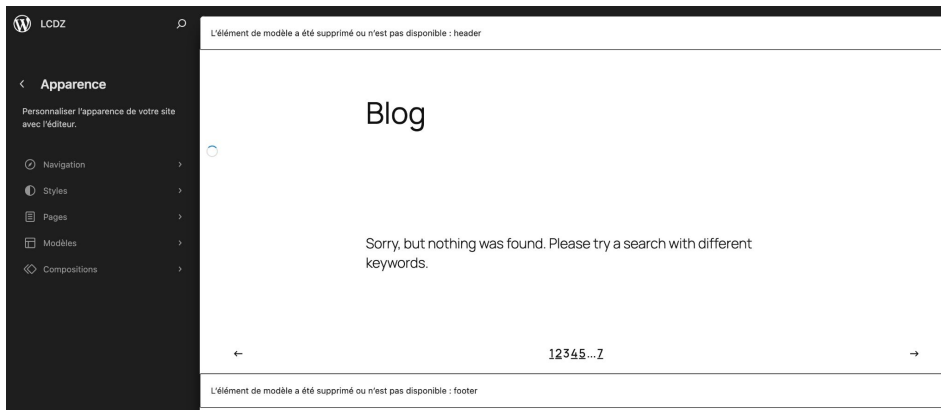 LCDZ
Apparence
Personnaliser l'apparence de votre site
avec l'éditeur.
Navigation
Styles
Pages
Modèles
Compositions
L'élément de modèle a été supprimé ou n'est pas disponible : header
Blog
Sorry, but nothing was found. Please try a search with different
keywords.
← 12345...7 →
L'élément de modèle a été supprimé ou n'est pas disponible : footer